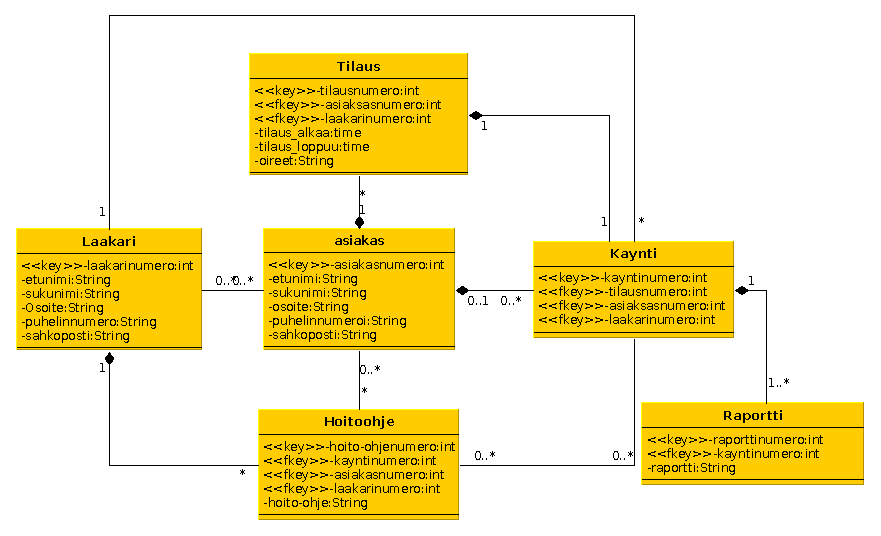 Tilaus
<<key>>-tilausnumero:int
<<fkey>>-asiaksasnumero:int
<<fkey>>-laakarinumero:int
-tilaus_alkaa:time
-tilaus_loppuu:time
-oireet:String
1
*
1
1
1
*
Laakari
<<key>>-laakarinumero:int
-etunimi:String
-sukunimi:String
-Osoite:String
-puhelinnumero:String
-sahkoposti:String
0..*
0..*
asiakas
<<key>>-asiakasnumero:int
-etunimi:String
-sukunimi:String
-osoite:String
-puhelinnumeroi:String
-sahkoposti:String
0..1
0..*
Kaynti
<<key>>-kayntinumero:int
<<fkey>>-tilausnumero:int
<<fkey>>-asiaksasnumero:int
<<fkey>>-laakarinumero:int
1
1..*
1
*
0..*
*
Hoitoohje
<<key>>-hoito-ohjenumero:int
<<fkey>>-kayntinumero:int
<<fkey>>-asiakasnumero:int
<<fkey>>-laakarinumero:int
-hoito-ohje:String
0..*
0..*
Raportti
<<key>>-raporttinumero:int
<<fkey>>-kayntinumero:int
-raportti:String